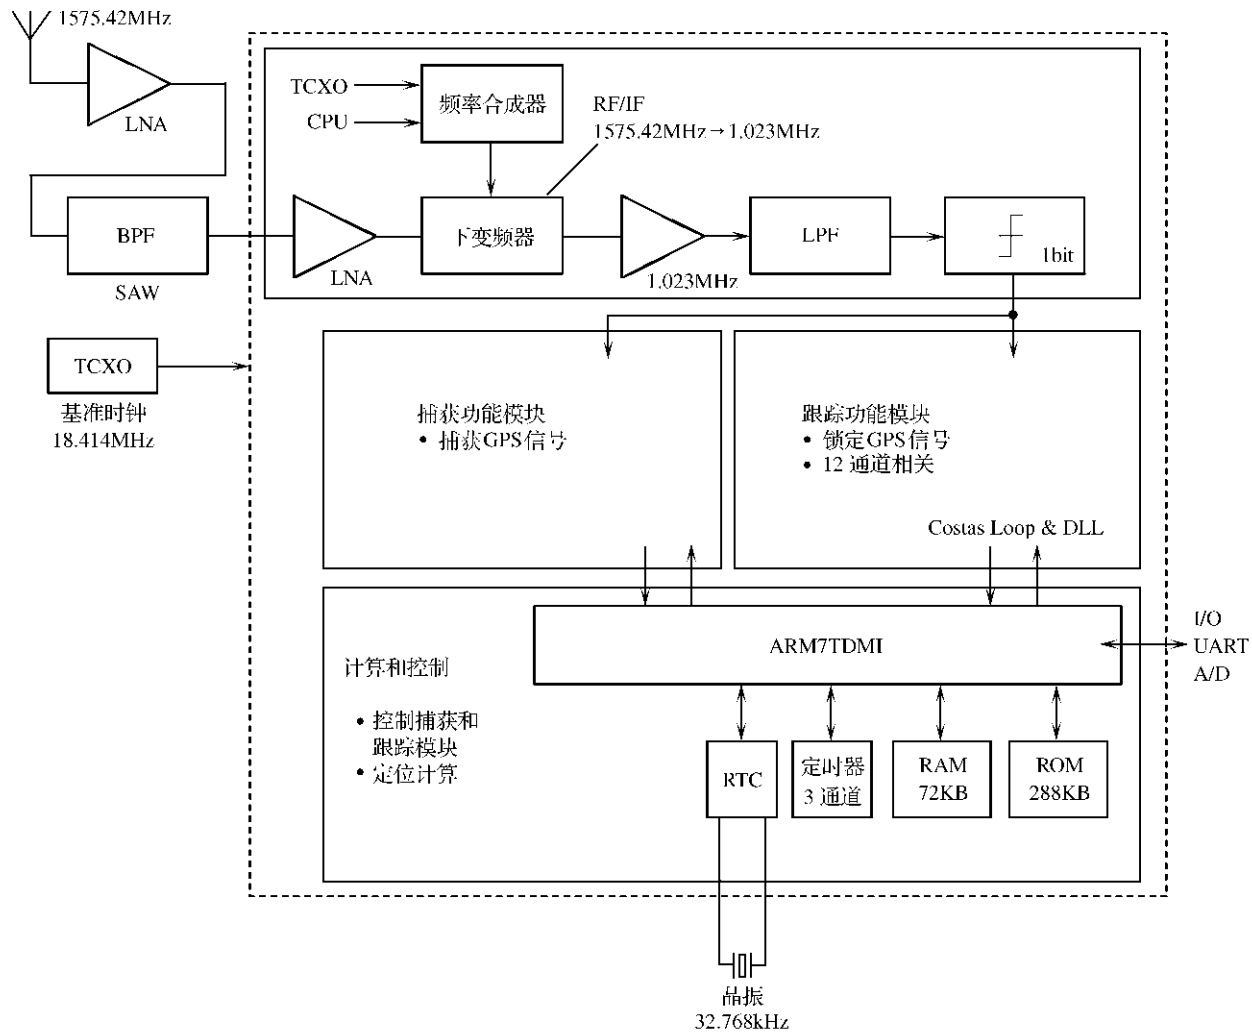 1575.42MHz
LNA
TCXO
CPU
频率合成器
RF/IF
1575.42MHz→1.023MHz
BPF
SAW
LNA
下变频器
1.023MHz
LPF
1bit
TCXO
基准时钟
18.414MHz
捕获功能模块
• 捕获GPS信号
跟踪功能模块
• 锁定GPS信号
• 12 通道相关
Costas Loop & DLL
ARM7TDMI
I/O
UART
A/D
计算和控制
• 控制捕获和
跟踪模块
• 定位计算
RTC
定时器
3 通道
RAM
72KB
ROM
288KB
晶振
32.768kHz